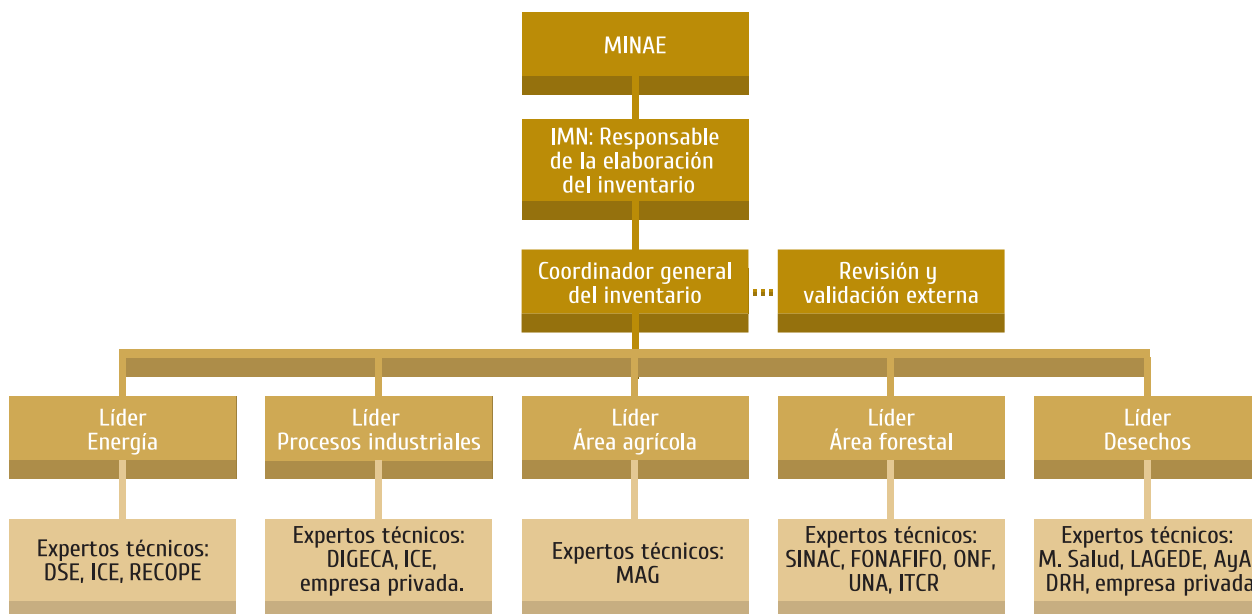 MINAE
IMN: Responsable
de la elaboración
del inventario
Coordinador general
del inventario
Revisión y
validación externa
Líder
Energía
Líder
Procesos industriales
Líder
Área agrícola
Líder
Área forestal
Líder
Desechos
Expertos técnicos:
DSE, ICE, RECOPE
Expertos técnicos:
DIGECA, ICE,
empresa privada.
Expertos técnicos:
MAG
Expertos técnicos:
SINAC, FONAFIFO, ONF,
UNA, ITCR
Expertos técnicos:
M. Salud, LAGEDE, AyA
DRH, empresa privada